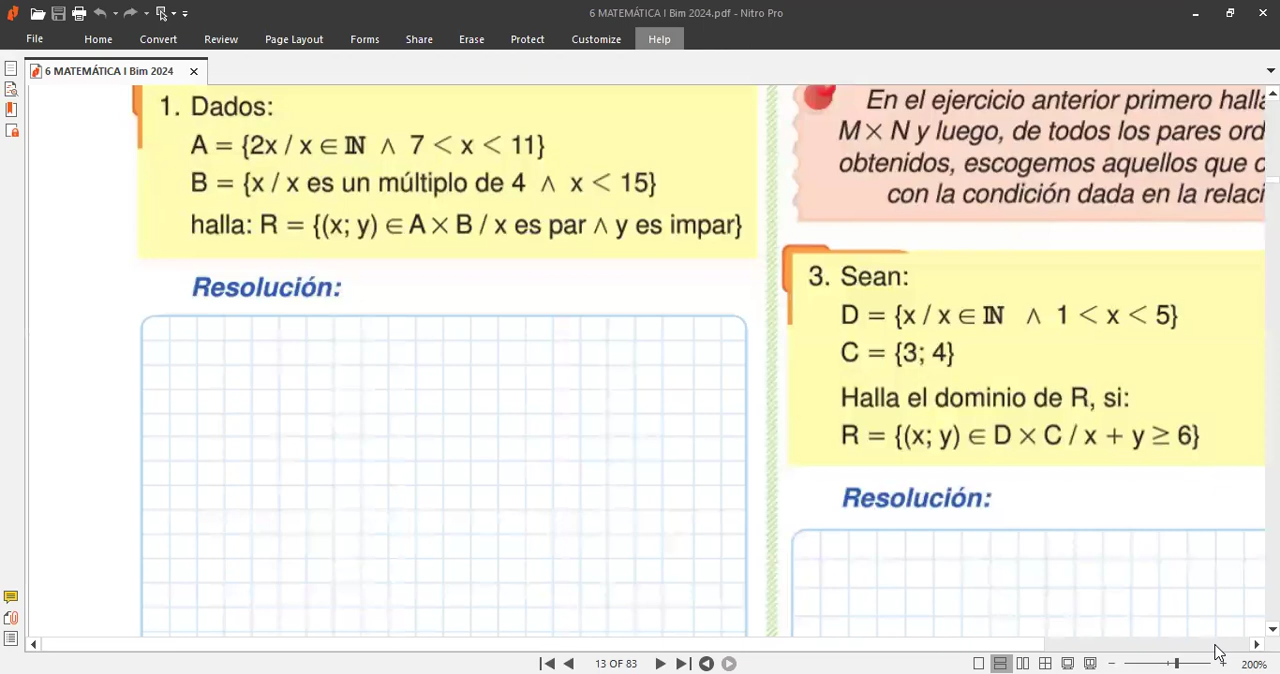 6 MATEMÁTICA I Bim 2024.pdf - Nitro Pro
File Home Convert Review Page Layout Forms Share Erase Protect Customize Help
6 MATEMÁTICA I Bim 2024
1. Dados:
A = {2x / x ∈ ℕ ∧ 7 < x < 11}
B = {x / x es un múltiplo de 4 ∧ x < 15}
halla: R = {(x; y) ∈ A × B / x es par ∧ y es impar}
Resolución:
En el ejercicio anterior primero halla
M × N y luego, de todos los pares ord
obtenidos, escogemos aquellos que c
con la condición dada en la relaci
3. Sean:
D = {x / x ∈ ℕ ∧ 1 < x < 5}
C = {3; 4}
Halla el dominio de R, si:
R = {(x; y) ∈ D × C / x + y ≥ 6}
Resolución:
13 OF 83
200%